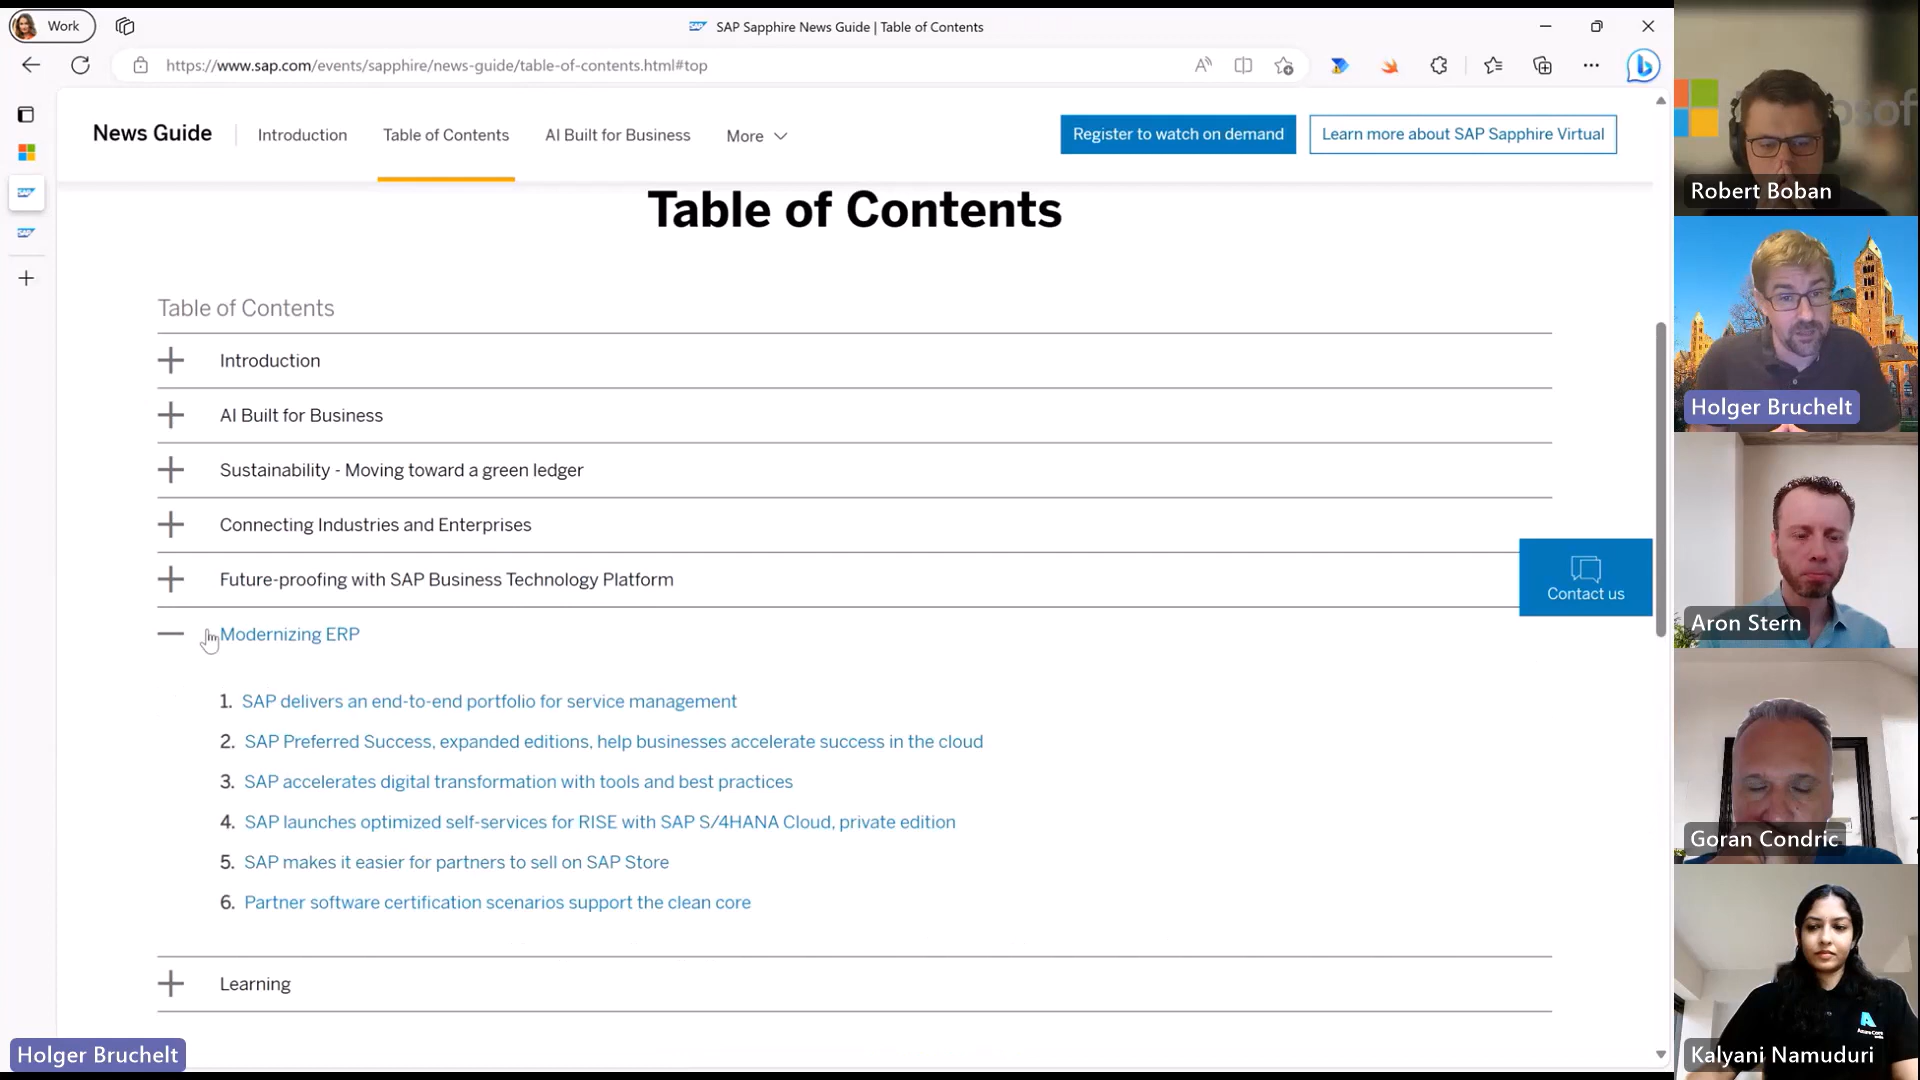 Work
SAP Sapphire News Guide | Table of Contents
https://www.sap.com/events/sapphire/news-guide/table-of-contents.html#top
News Guide
Introduction
Table of Contents
AI Built for Business
More
Register to watch on demand
Learn more about SAP Sapphire Virtual
Table of Contents
Table of Contents
Introduction
AI Built for Business
Sustainability - Moving toward a green ledger
Connecting Industries and Enterprises
Future-proofing with SAP Business Technology Platform
Contact us
Modernizing ERP
1. SAP delivers an end-to-end portfolio for service management
2. SAP Preferred Success, expanded editions, help businesses accelerate success in the cloud
3. SAP accelerates digital transformation with tools and best practices
4. SAP launches optimized self-services for RISE with SAP S/4HANA Cloud, private edition
5. SAP makes it easier for partners to sell on SAP Store
6. Partner software certification scenarios support the clean core
Learning
Holger Bruchelt
Robert Boban
Holger Bruchelt
Aron Stern
Goran Condric
Kalyani Namuduri